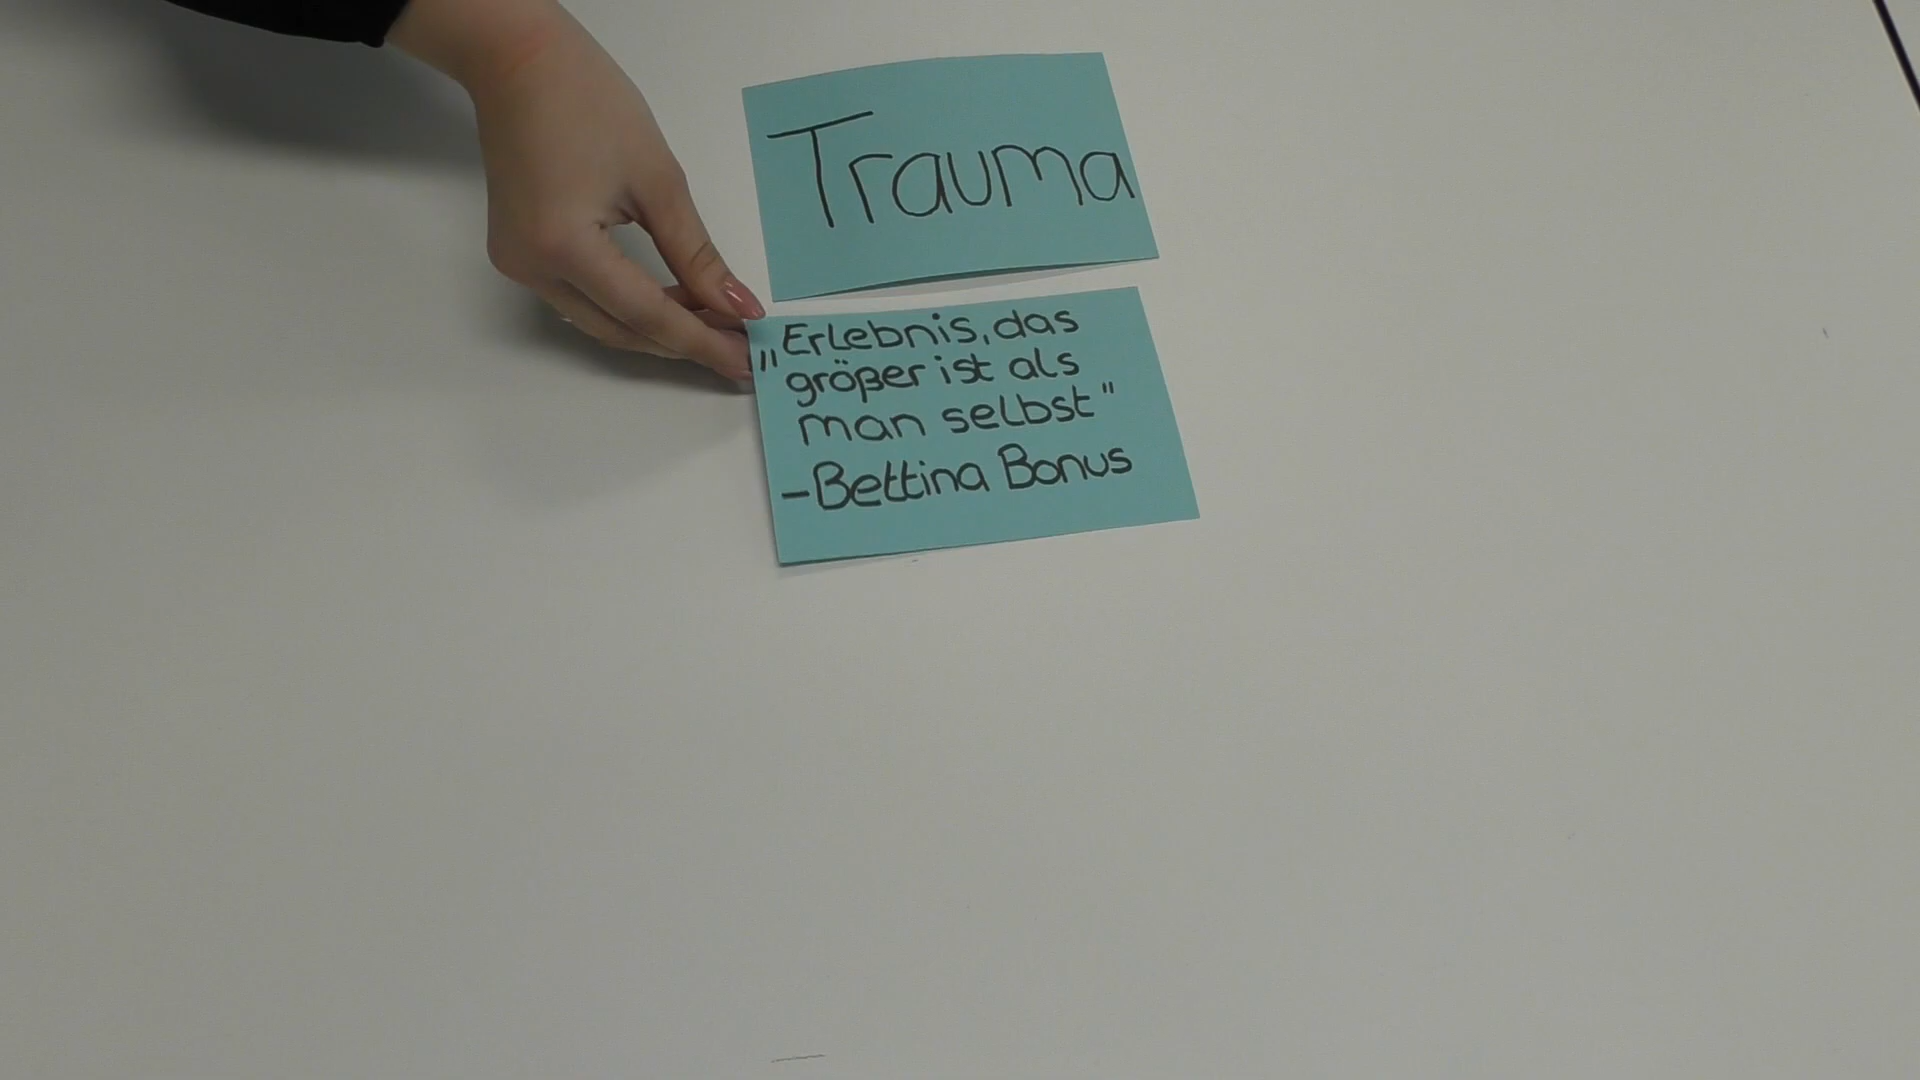 Trauma
„Erlebnis, das
größer ist als
man selbst"
- Bettina Bonus